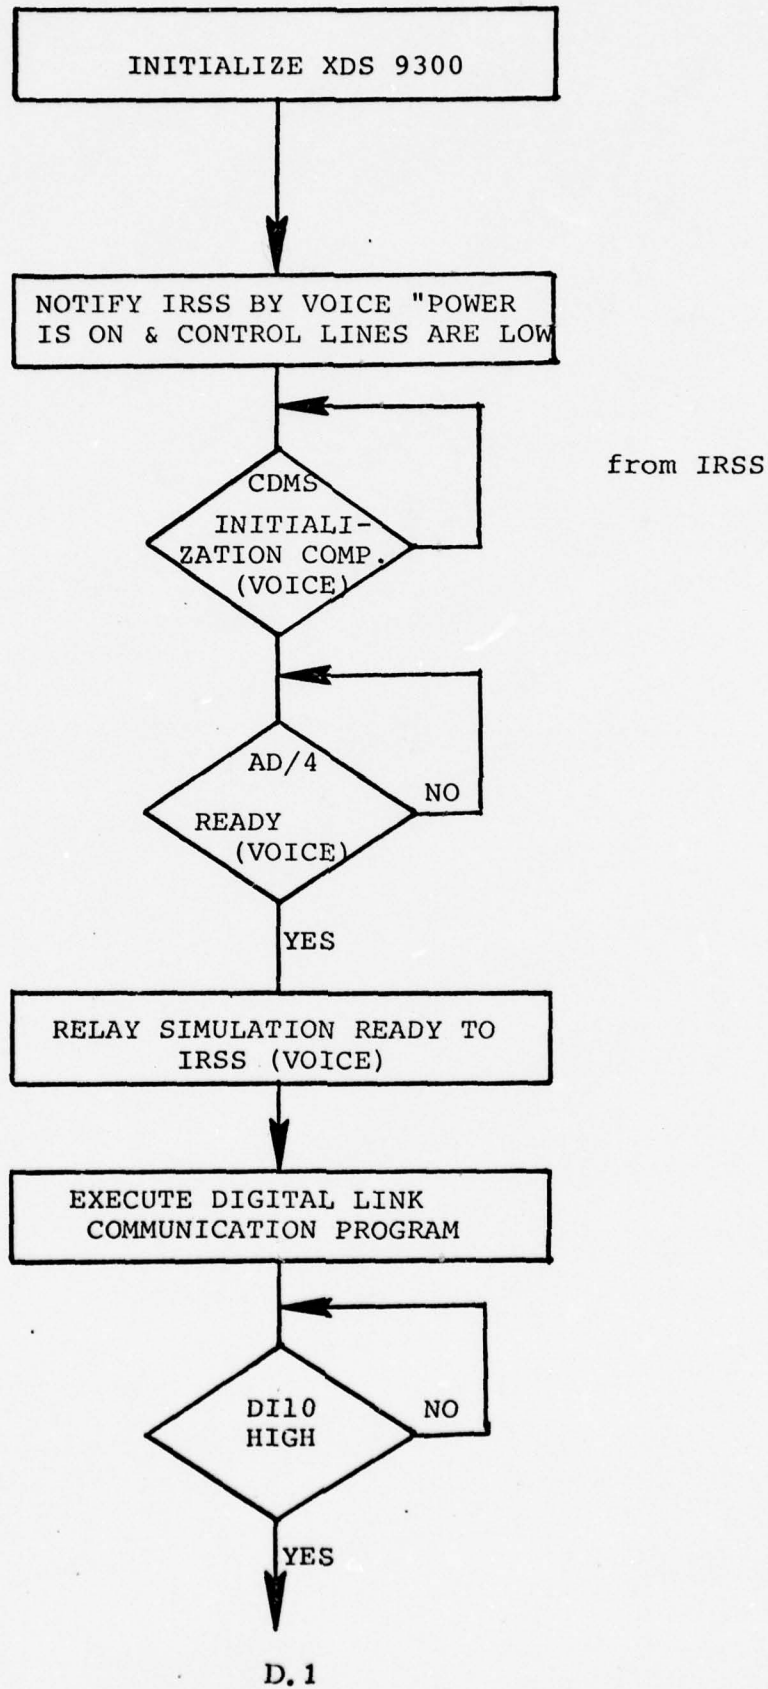 INITIALIZE XDS 9300
NOTIFY IRSS BY VOICE "POWER
IS ON & CONTROL LINES ARE LOW
from IRSS
CDMS
INITIALI-
ZATION COMP.
(VOICE)
AD/4
NO
READY
(VOICE)
YES
RELAY SIMULATION READY TO
IRSS (VOICE)
EXECUTE DIGITAL LINK
COMMUNICATION PROGRAM
DI10 NO
HIGH
YES
D.1